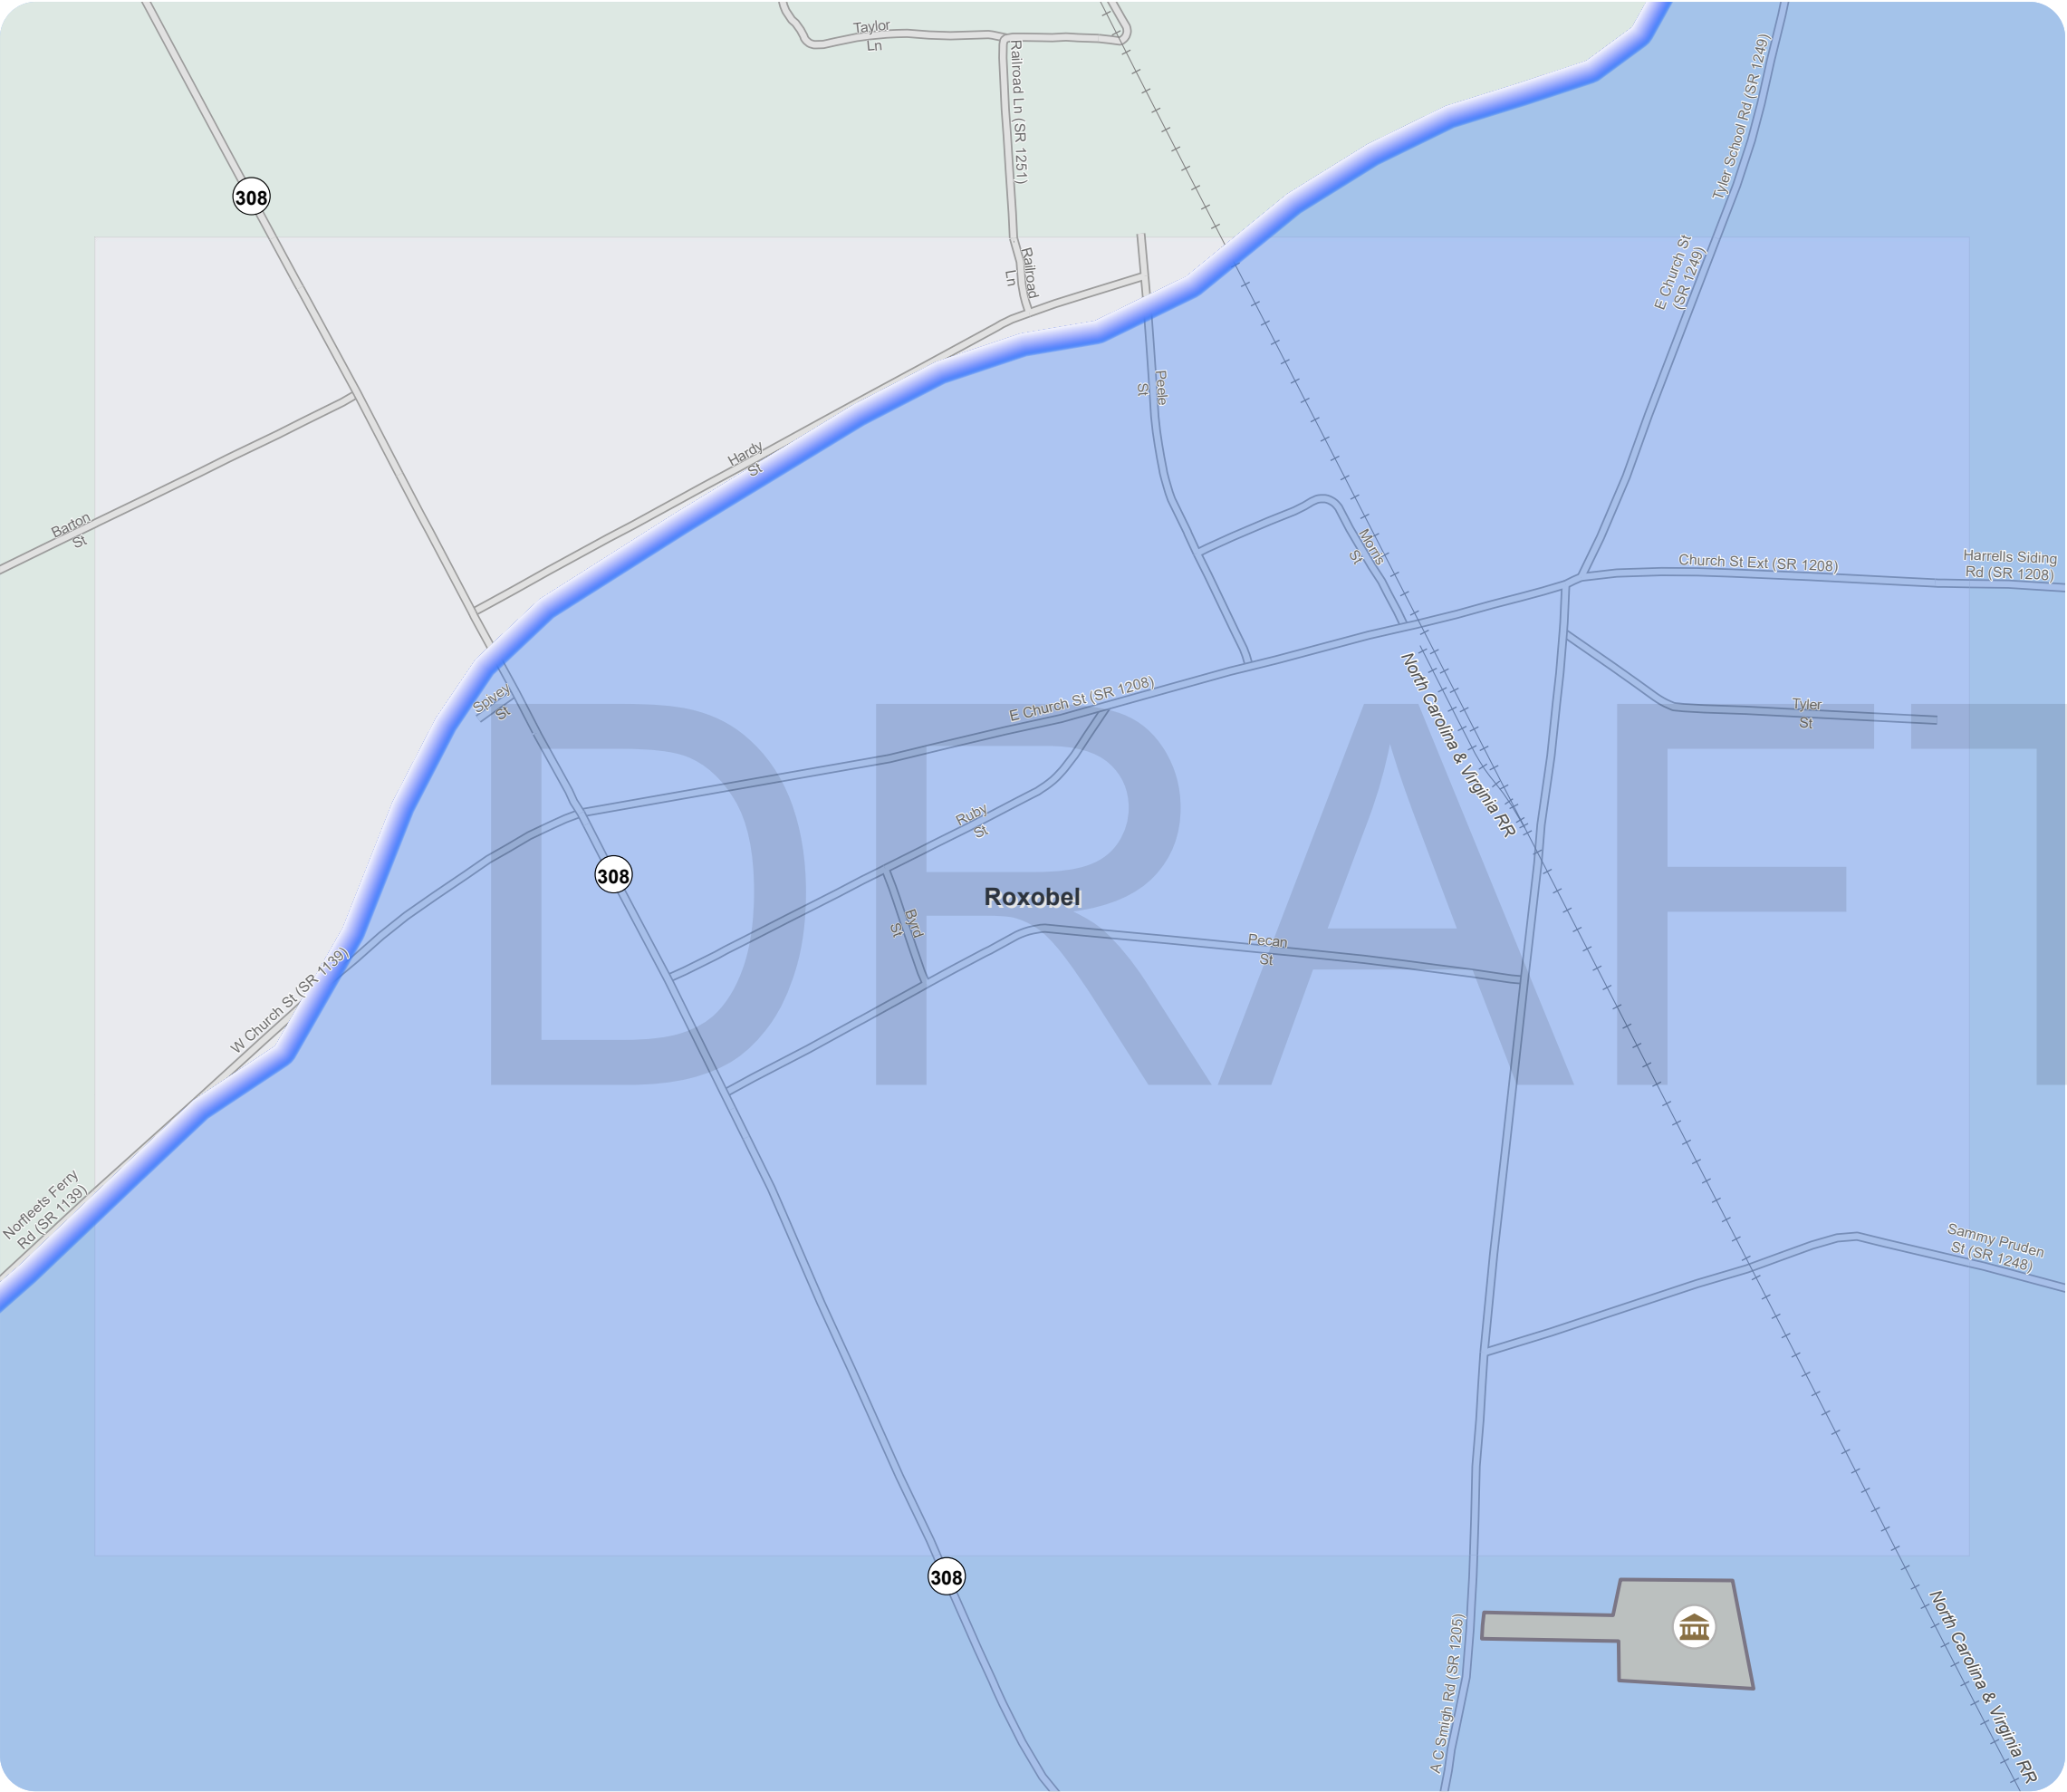 Taylor
Ln
Railroad Ln (SR 1251)
Tyler School Rd (SR 1249)
308
E Church St
(SR 1249)
Railroad
Ln
Peele
St
Hardy
St
Barton
St
Morris
St
Church St Ext (SR 1208)
Harrells Siding
Rd (SR 1208)
Spivey
St
E Church St (SR 1208)
North Carolina & Virginia RR
Tyler
St
DRAFT
Ruby
St
308
Roxobel
Byrd
St
Pecan
St
W Church St (SR 1139)
Norfleets Ferry
Rd (SR 1139)
Sammy Pruden
St (SR 1248)
308
A C Smigh Rd (SR 1205)
North Carolina & Virginia RR